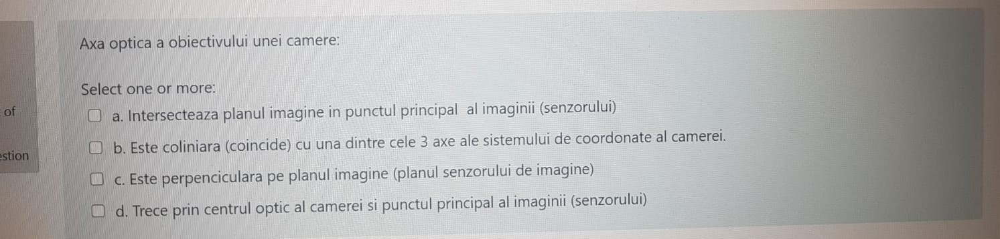 Axa optica a obiectivului unei camere:
Select one or more:
of
a. Intersecteaza planul imagine in punctul principal al imaginii (senzorului)
b. Este coliniara (coincide) cu una dintre cele 3 axe ale sistemului de coordonate al camerei.
estion
c. Este perpenciculara pe planul imagine (planul senzorului de imagine)
d. Trece prin centrul optic al camerei si punctul principal al imaginii (senzorului)